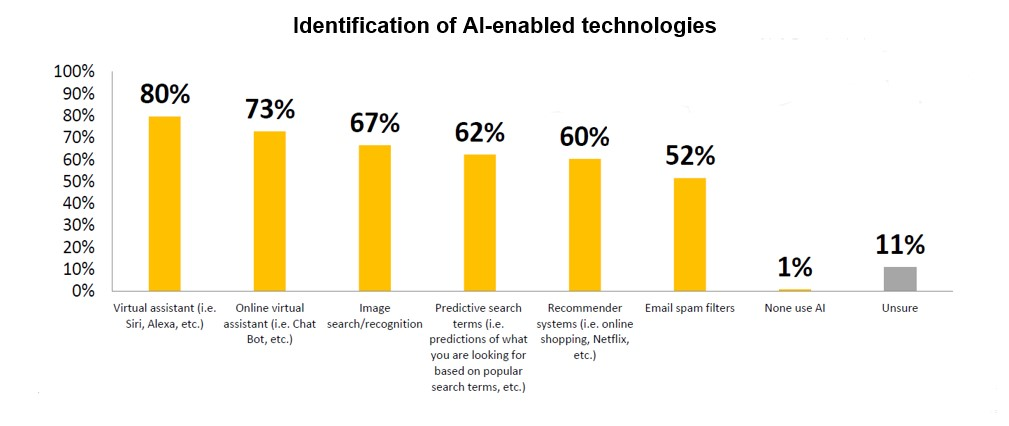 Identification of AI-enabled technologies
100%
90%
80%
70%
60%
50%
40%
30%
20%
10%
0%
80%
73%
67%
62%
60%
52%
1%
11%
Virtual assistant (i.e.
Siri, Alexa, etc.)
Online virtual
assistant (i.e. Chat
Bot, etc.)
Image
search/recognition
Predictive search
terms (i.e.
predictions of what
you are looking for
based on popular
search terms, etc.)
Recommender
systems (i.e. online
shopping, Netflix,
etc.)
Email spam filters
None use AI
Unsure